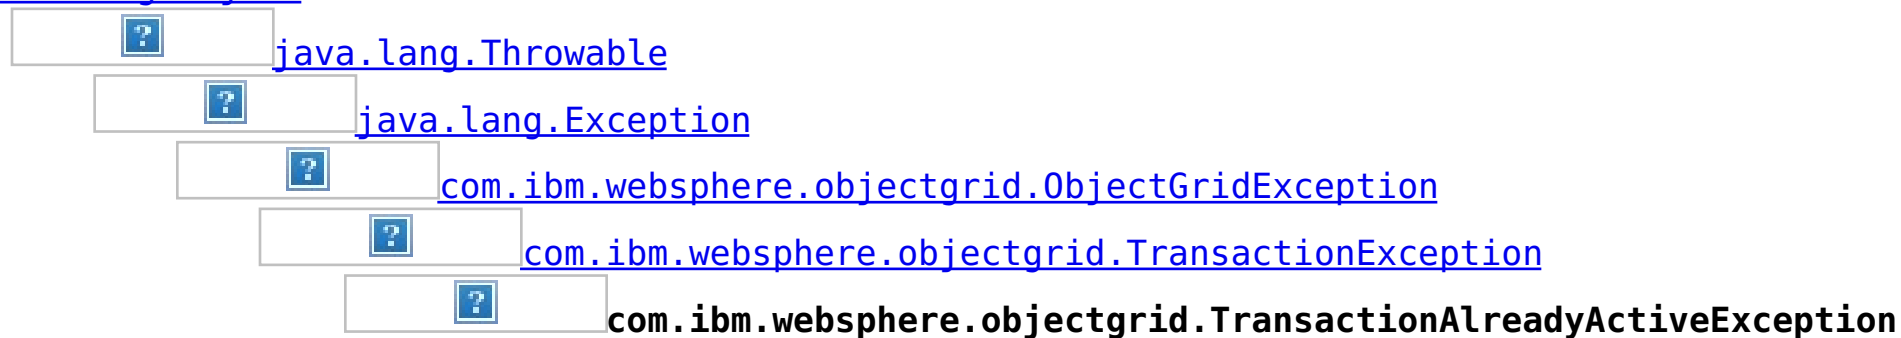 java.lang.Throwable
java.lang.Exception
com.ibm.websphere.objectgrid.ObjectGridException
com.ibm.websphere.objectgrid.TransactionException
com.ibm.websphere.objectgrid.TransactionAlreadyActiveException